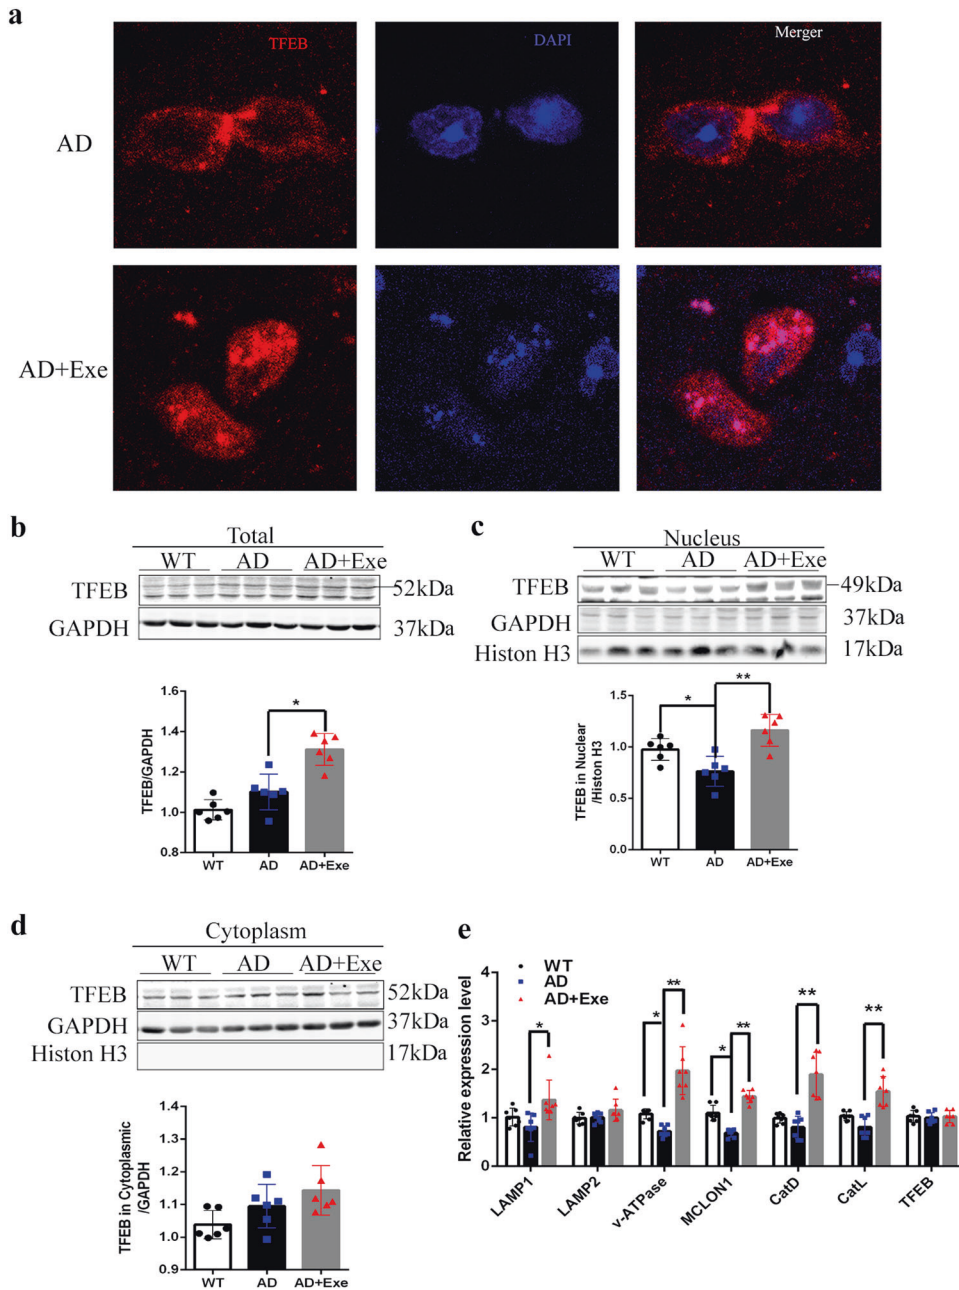 a
TFEB
DAPI
Merger
AD
AD+Exe
b
Total
WT AD AD+Exe
TFEB
52kDa
GAPDH
37kDa
1.6
1.4
1.2
1.0
0.8
TFEB/GAPDH
*
WT AD AD+Exe
c
Nucleus
WT AD AD+Exe
TFEB
49kDa
GAPDH
37kDa
Histon H3
17kDa
1.5
1.0
0.5
0.0
TFEB in Nuclear
/Histon H3
* **
WT AD AD+Exe
d
Cytoplasm
WT AD AD+Exe
TFEB
52kDa
GAPDH
37kDa
Histon H3
17kDa
1.4
1.3
1.2
1.1
1.0
0.9
TFEB in Cytoplasmic
/GAPDH
WT AD AD+Exe
e
WT
AD
AD+Exe
4
3
2
1
0
Relative expression level
* * ** * ** ** **
LAMP1 LAMP2 v-ATPase MCLON1 CatD CatL TFEB